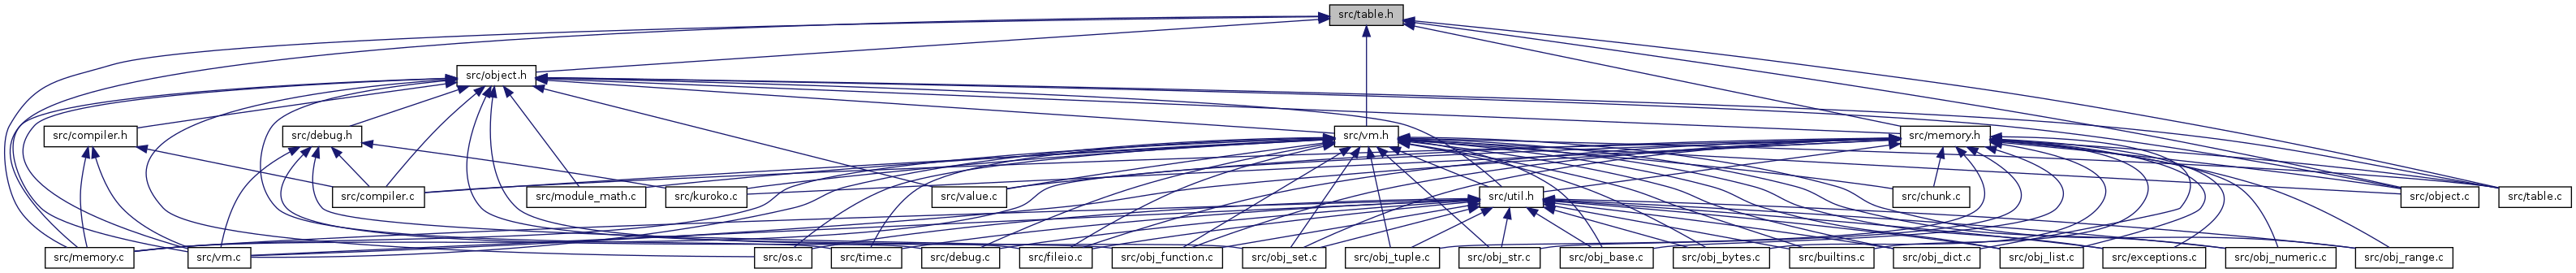 src/table.h
src/object.h
src/compiler.h
src/debug.h
src/vm.h
src/memory.h
src/compiler.c
src/module_math.c
src/kuroko.c
src/value.c
src/util.h
src/chunk.c
src/object.c
src/table.c
src/memory.c
src/vm.c
src/os.c
src/time.c
src/debug.c
src/fileio.c
src/obj_function.c
src/obj_set.c
src/obj_tuple.c
src/obj_str.c
src/obj_base.c
src/obj_bytes.c
src/builtins.c
src/obj_dict.c
src/obj_list.c
src/exceptions.c
src/obj_numeric.c
src/obj_range.c